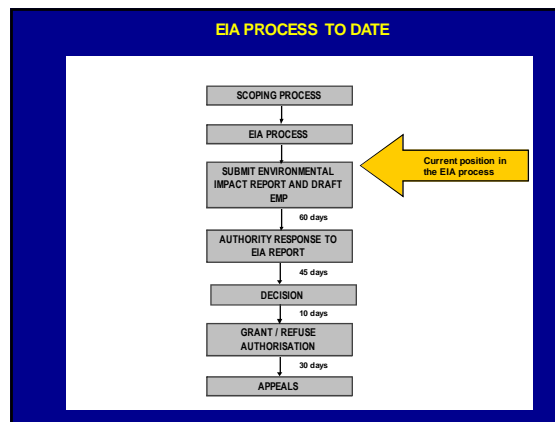 EIA PROCESS TO DATE
SCOPING PROCESS
EIA PROCESS
Current position in
the EIA process
SUBMIT ENVIRONMENTAL
IMPACT REPORT AND DRAFT
EMP
60 days
AUTHORITY RESPONSE TO
EIA REPORT
45 days
DECISION
10 days
GRANT / REFUSE
AUTHORISATION
30 days
APPEALS